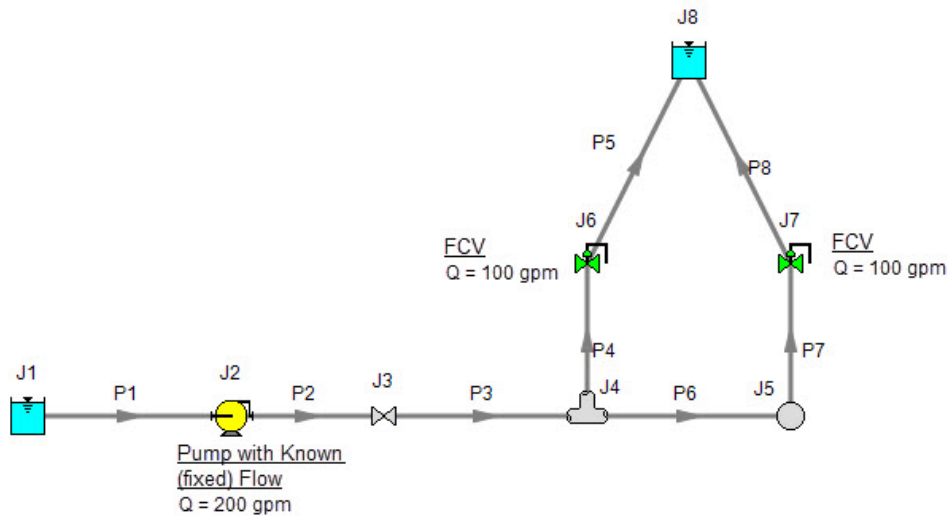 J8
P5
P8
J6
J7
FCV
Q = 100 gpm
FCV
Q = 100 gpm
P4
P7
J1
P1
J2
P2
J3
P3
J4
P6
J5
Pump with Known
(fixed) Flow
Q = 200 gpm